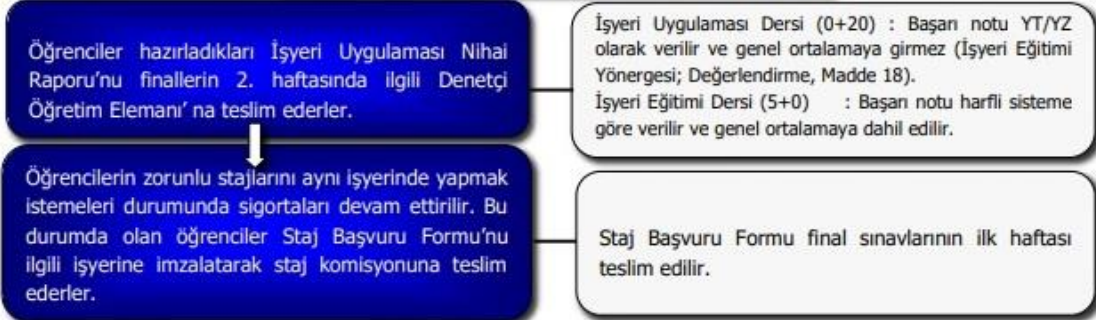 Öğrenciler hazırladıkları İşyeri Uygulaması Nihai
Raporu’nu finallerin 2. haftasında ilgili Denetçi
Öğretim Elemanı’ na teslim ederler.
İşyeri Uygulaması Dersi (0+20) : Başarı notu YT/YZ
olarak verilir ve genel ortalamaya girmez (İşyeri Eğitimi
Yönergesi; Değerlendirme, Madde 18).
İşyeri Eğitimi Dersi (5+0) : Başarı notu harfli sisteme
göre verilir ve genel ortalamaya dahil edilir.
Öğrencilerin zorunlu stajlarını aynı işyerinde yapmak
istemeleri durumunda sigortaları devam ettirilir. Bu
durumda olan öğrenciler Staj Başvuru Formu’nu
ilgili işyerine imzalatarak staj komisyonuna teslim
ederler.
Staj Başvuru Formu final sınavlarının ilk haftası
teslim edilir.